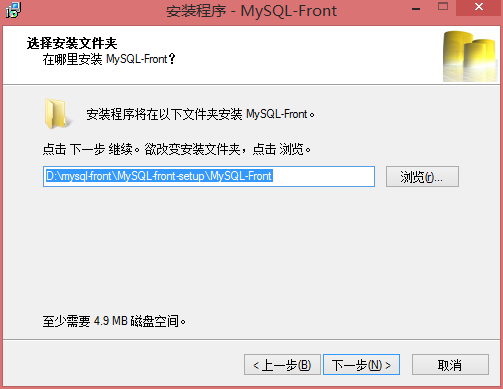 安装程序 - MySQL-Front
选择安装文件夹
在哪里安装 MySQL-Front?
安装程序将在以下文件夹安装 MySQL-Front。
点击 下一步 继续。欲改变安装文件夹，点击 浏览。
D:\mysql-front\MySQL-front-setup\MySQL-Front
浏览(r)...
至少需要 4.9 MB 磁盘空间。
< 上一步(B)
下一步(N) >
取消